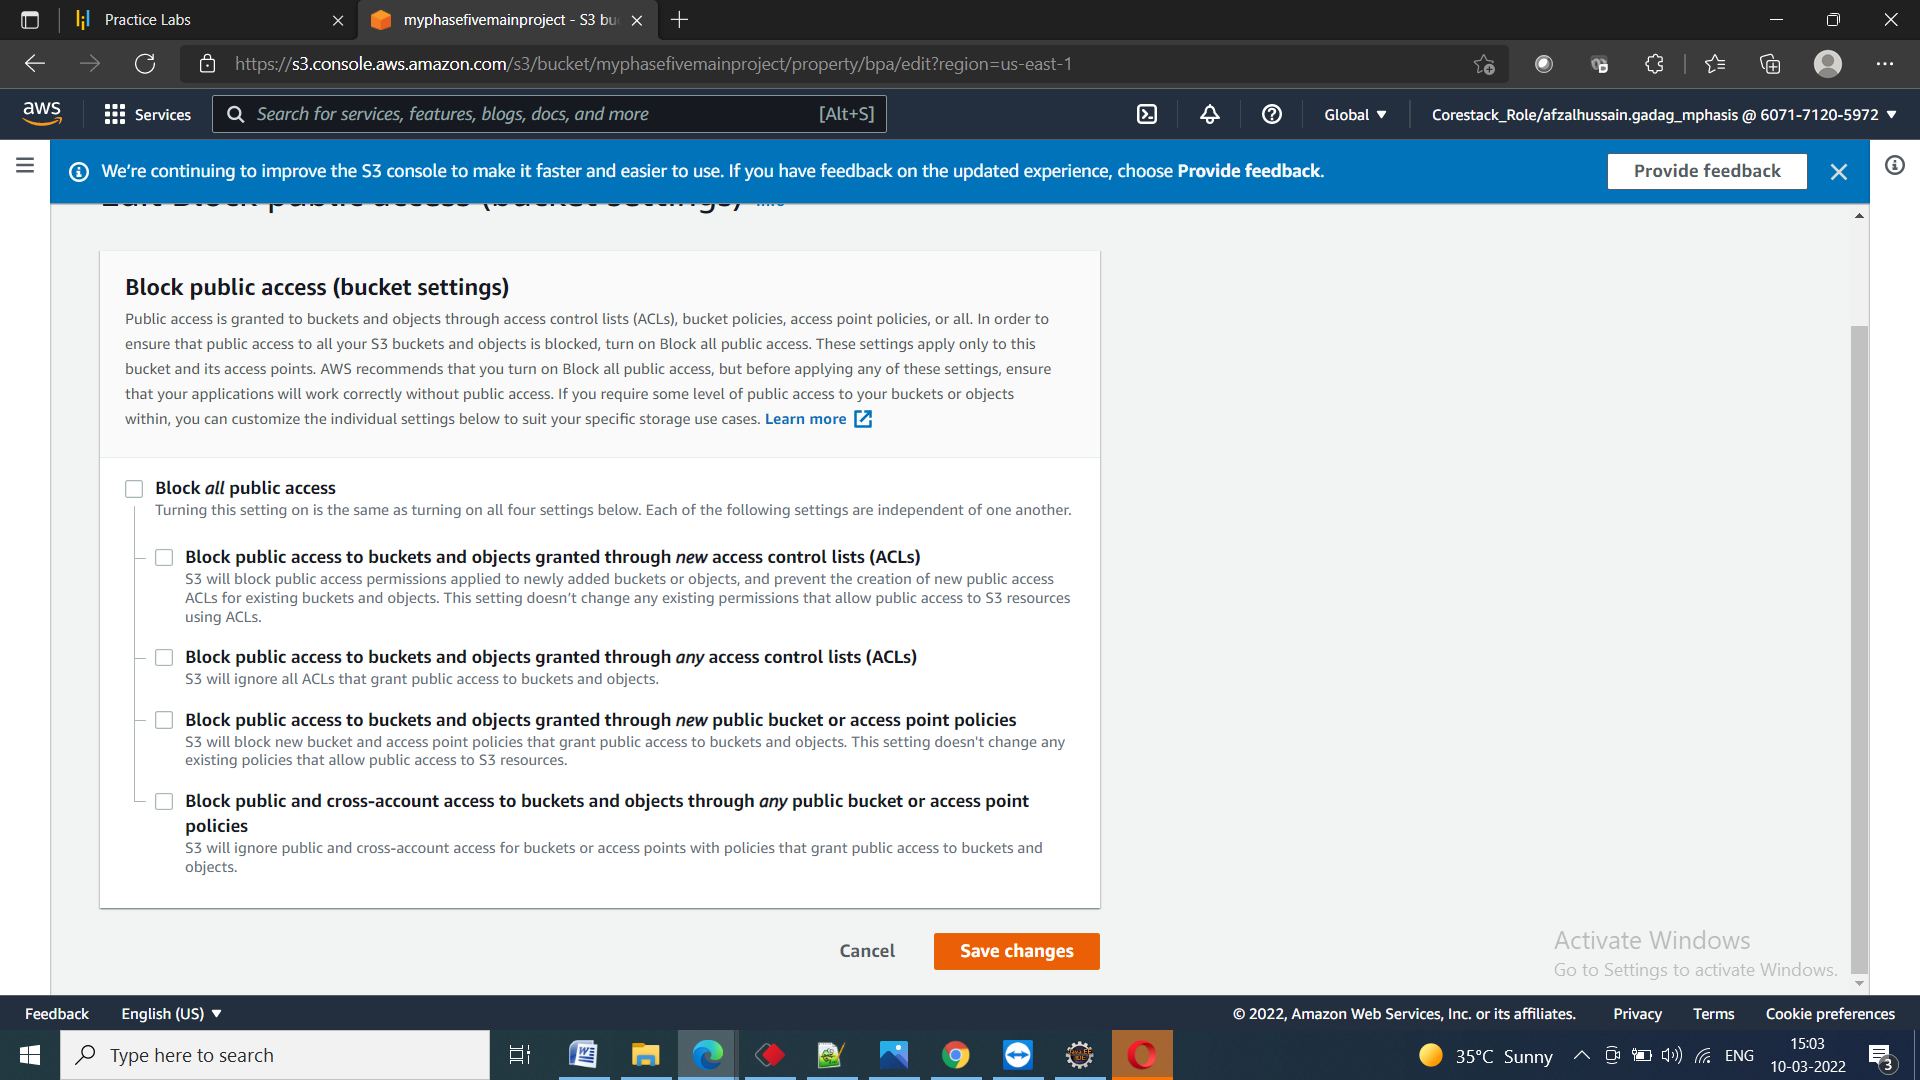 Practice Labs
myphasefivemainproject - S3 bu
https://s3.console.aws.amazon.com/s3/bucket/myphasefivemainproject/property/bpa/edit?region=us-east-1
aws
Services
Search for services, features, blogs, docs, and more [Alt+S]
Global ▼
Corestack_Role/afzalhussain.gadag_mphasis @ 6071-7120-5972 ▼
We're continuing to improve the S3 console to make it faster and easier to use. If you have feedback on the updated experience, choose Provide feedback.
Provide feedback
Edit Block public access (bucket settings) Info
Block public access (bucket settings)
Public access is granted to buckets and objects through access control lists (ACLs), bucket policies, access point policies, or all. In order to
ensure that public access to all your S3 buckets and objects is blocked, turn on Block all public access. These settings apply only to this
bucket and its access points. AWS recommends that you turn on Block all public access, but before applying any of these settings, ensure
that your applications will work correctly without public access. If you require some level of public access to your buckets or objects
within, you can customize the individual settings below to suit your specific storage use cases. Learn more
Block all public access
Turning this setting on is the same as turning on all four settings below. Each of the following settings are independent of one another.
Block public access to buckets and objects granted through new access control lists (ACLs)
S3 will block public access permissions applied to newly added buckets or objects, and prevent the creation of new public access
ACLs for existing buckets and objects. This setting doesn't change any existing permissions that allow public access to S3 resources
using ACLs.
Block public access to buckets and objects granted through any access control lists (ACLs)
S3 will ignore all ACLs that grant public access to buckets and objects.
Block public access to buckets and objects granted through new public bucket or access point policies
S3 will block new bucket and access point policies that grant public access to buckets and objects. This setting doesn't change any
existing policies that allow public access to S3 resources.
Block public and cross-account access to buckets and objects through any public bucket or access point
policies
S3 will ignore public and cross-account access for buckets or access points with policies that grant public access to buckets and
objects.
Cancel
Save changes
Activate Windows
Go to Settings to activate Windows.
Feedback
English (US) ▼
© 2022, Amazon Web Services, Inc. or its affiliates.
Privacy
Terms
Cookie preferences
Type here to search
35°C Sunny
ENG
15:03
10-03-2022
3